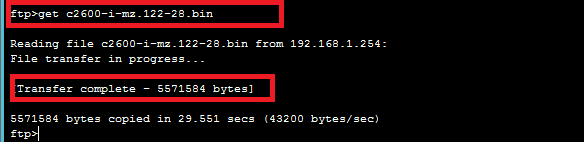 ftp>get c2600-i-mz.122-28.bin
Reading file c2600-i-mz.122-28.bin from 192.168.1.254:
File transfer in progress...
Transfer complete - 5571584 bytes]
5571584 bytes copied in 29.551 secs (43200 bytes/sec)
ftp>